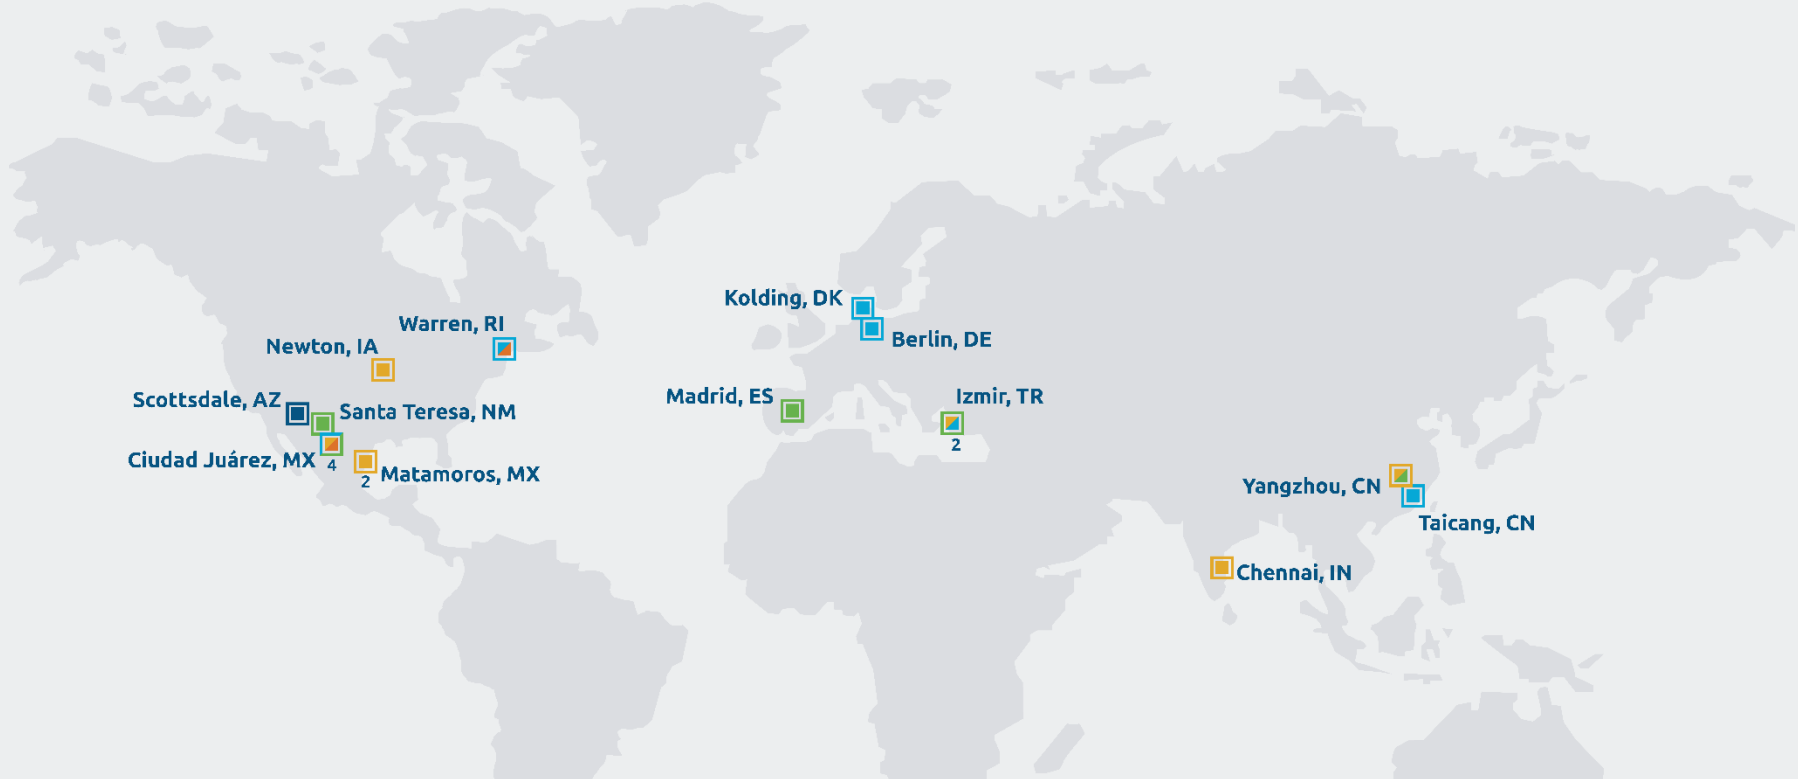 Kolding, DK
Warren, RI
Berlin, DE
Newton, IA
Madrid, ES
Izmir, TR
Scottsdale, AZ
Santa Teresa, NM
2
Ciudad Juárez, MX
4
2
Matamoros, MX
Yangzhou, CN
Taicang, CN
Chennai, IN